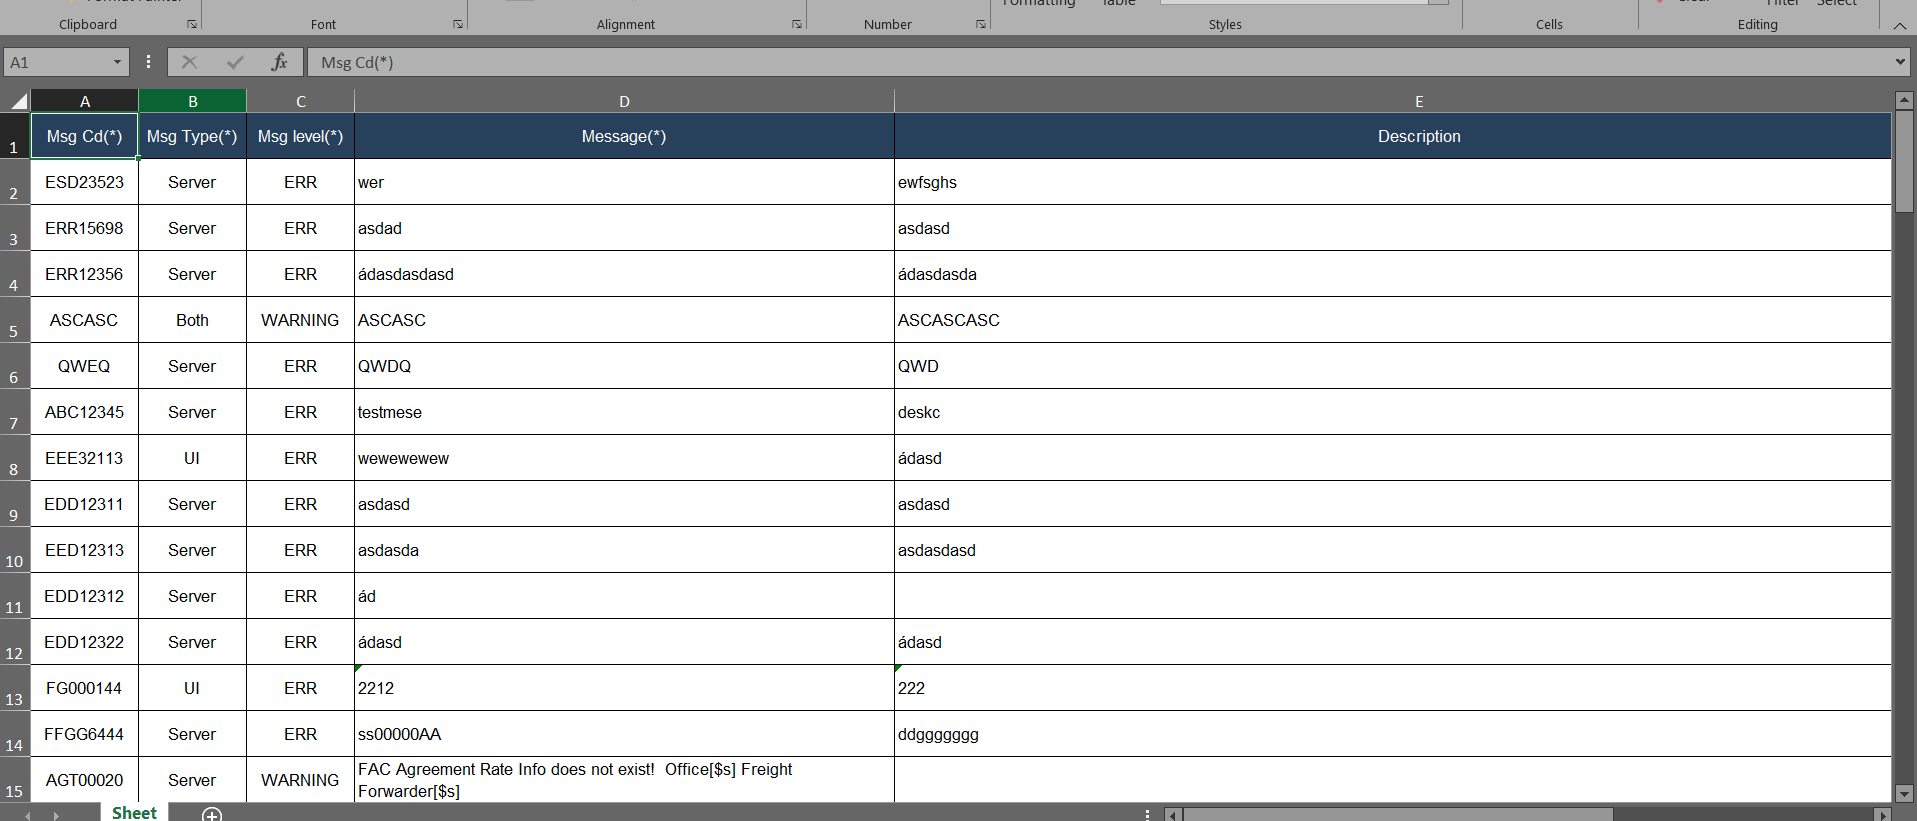 Clipboard Font Alignment Number Styles Cells Editing
A1 fx Msg Cd(*)
A B C D E
1 Msg Cd(*) Msg Type(*) Msg level(*) Message(*) Description
2 ESD23523 Server ERR wer ewfsghs
3 ERR15698 Server ERR asdad asdasd
4 ERR12356 Server ERR ádasdasdasd ádasdasda
5 ASCASC Both WARNING ASCASC ASCASCASC
6 QWEQ Server ERR QWDQ QWD
7 ABC12345 Server ERR testmese deskc
8 EEE32113 UI ERR wewewewew ádasd
9 EDD12311 Server ERR asdasd asdasd
10 EED12313 Server ERR asdasda asdasdasd
11 EDD12312 Server ERR ád
12 EDD12322 Server ERR ádasd ádasd
13 FG000144 UI ERR 2212 222
14 FFGG6444 Server ERR ss00000AA ddggggggg
15 AGT00020 Server WARNING FAC Agreement Rate Info does not exist!  Office[$s] Freight
Forwarder[$s]
Sheet